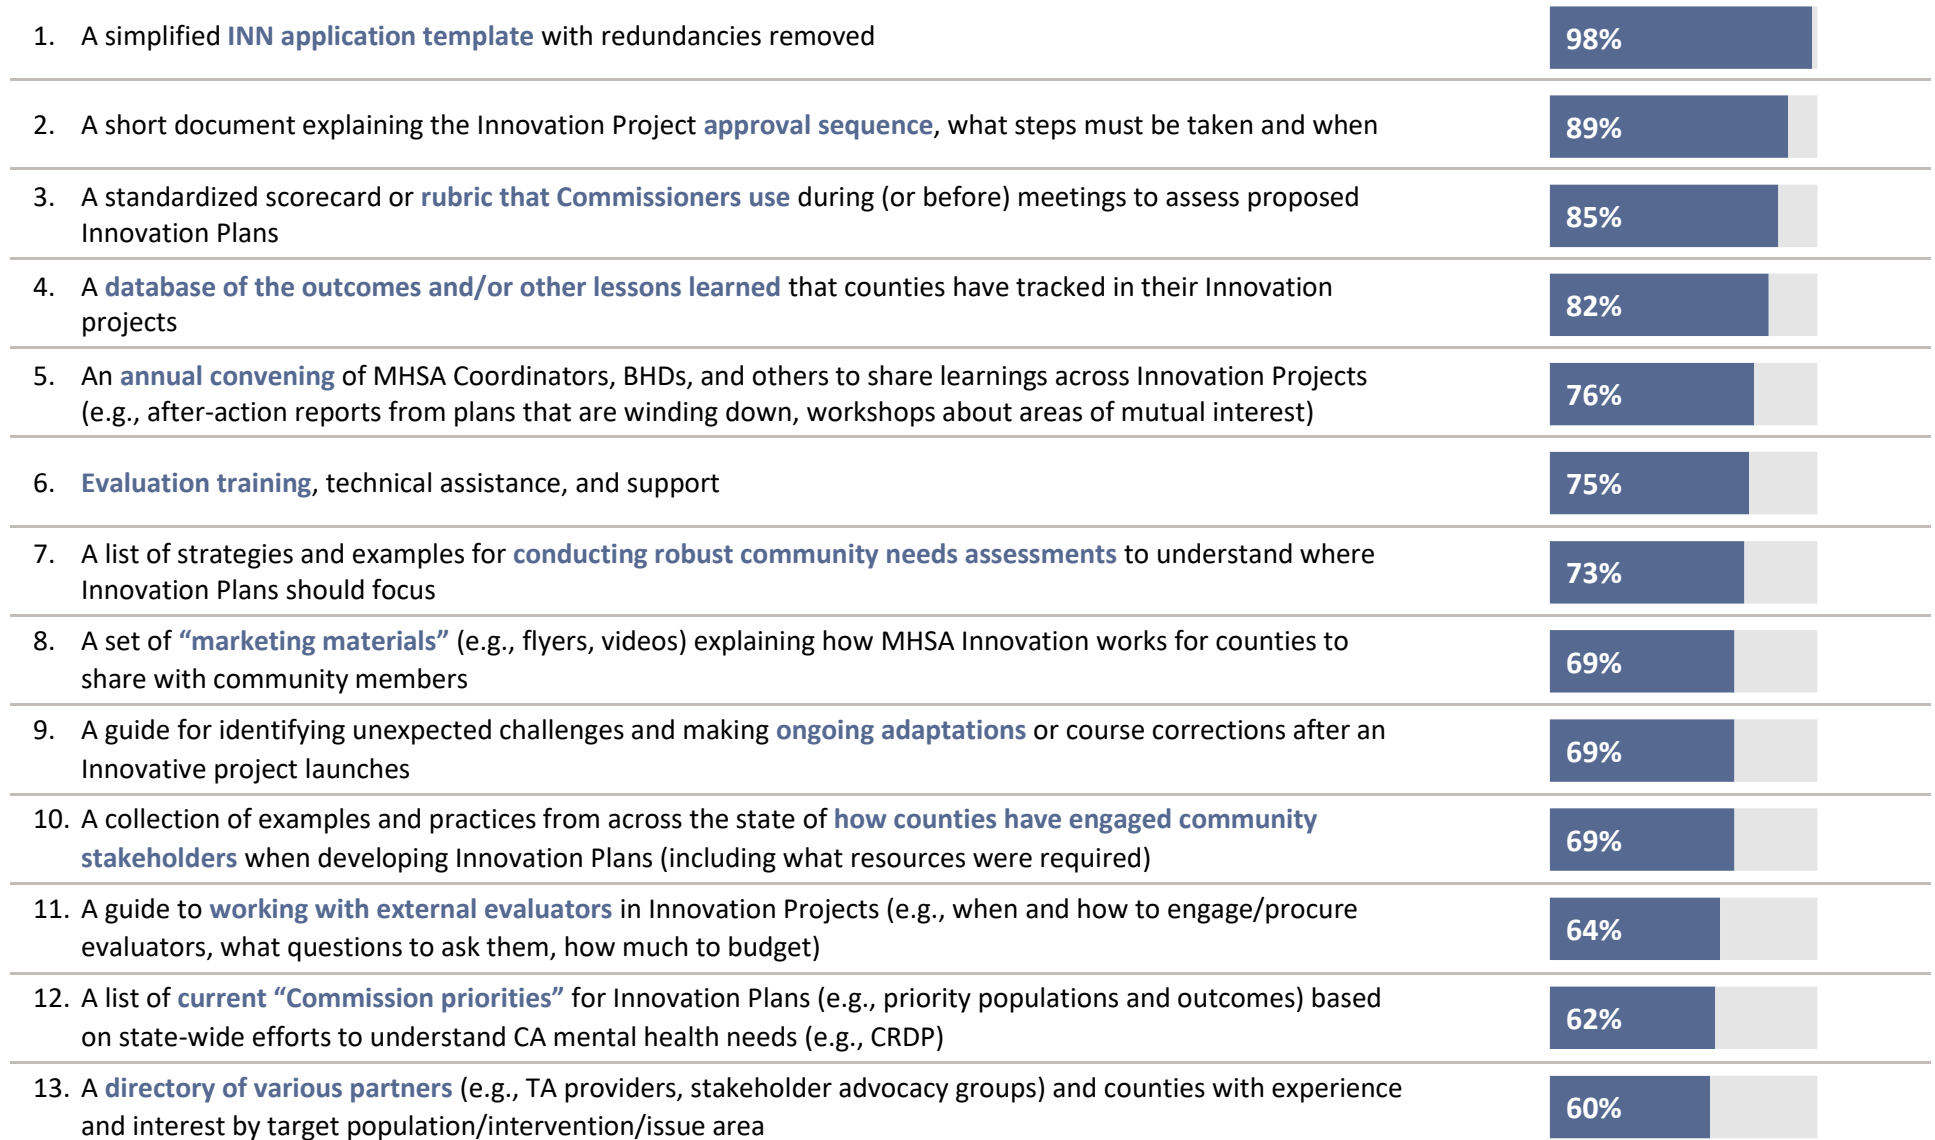 1. A simplified INN application template with redundancies removed
98%
2. A short document explaining the Innovation Project approval sequence, what steps must be taken and when
89%
3. A standardized scorecard or rubric that Commissioners use during (or before) meetings to assess proposed
Innovation Plans
85%
4. A database of the outcomes and/or other lessons learned that counties have tracked in their Innovation
projects
82%
5. An annual convening of MHSA Coordinators, BHDs, and others to share learnings across Innovation Projects
(e.g., after-action reports from plans that are winding down, workshops about areas of mutual interest)
76%
6. Evaluation training, technical assistance, and support
75%
7. A list of strategies and examples for conducting robust community needs assessments to understand where
Innovation Plans should focus
73%
8. A set of “marketing materials” (e.g., flyers, videos) explaining how MHSA Innovation works for counties to
share with community members
69%
9. A guide for identifying unexpected challenges and making ongoing adaptations or course corrections after an
Innovative project launches
69%
10. A collection of examples and practices from across the state of how counties have engaged community
stakeholders when developing Innovation Plans (including what resources were required)
69%
11. A guide to working with external evaluators in Innovation Projects (e.g., when and how to engage/procure
evaluators, what questions to ask them, how much to budget)
64%
12. A list of current “Commission priorities” for Innovation Plans (e.g., priority populations and outcomes) based
on state-wide efforts to understand CA mental health needs (e.g., CRDP)
62%
13. A directory of various partners (e.g., TA providers, stakeholder advocacy groups) and counties with experience
and interest by target population/intervention/issue area
60%